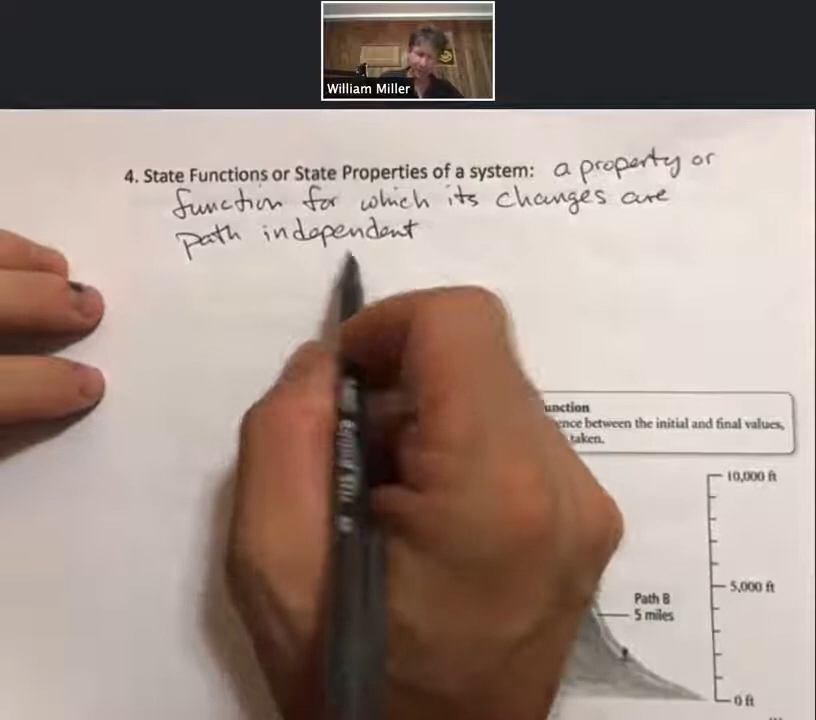 William Miller
4. State Functions or State Properties of a system: a property or
function for which its changes are
path independent
unction
ence between the initial and final values,
taken.
10,000 ft
5,000 ft
Path B
5 miles
0 ft